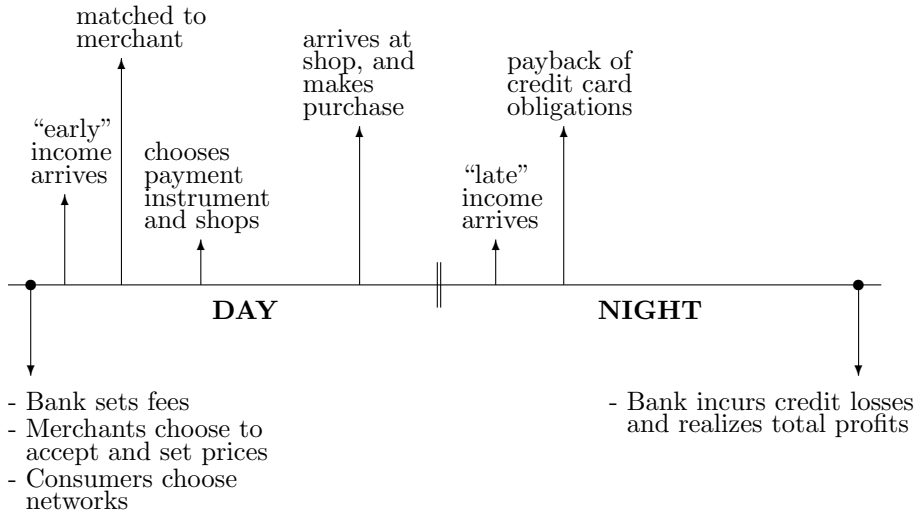 matched to
merchant
“early”
income
arrives
chooses
payment
instrument
and shops
arrives at
shop, and
makes
purchase
“late”
income
arrives
payback of
credit card
obligations
DAY
NIGHT
- Bank sets fees
- Merchants choose to
accept and set prices
- Consumers choose
networks
- Bank incurs credit losses
and realizes total profits